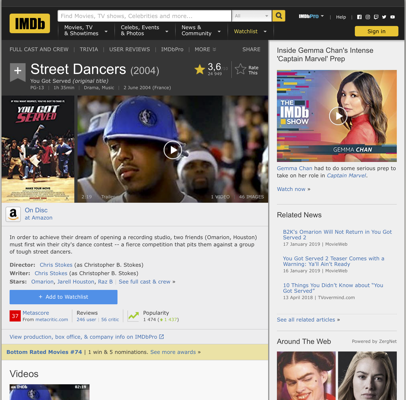 IMDb
Find Movies, TV shows, Celebrities and more...
All
IMDbPro
Help
Movies, TV & Showtimes
Celebs, Events & Photos
News & Community
Watchlist
Sign in
FULL CAST AND CREW | TRIVIA | USER REVIEWS | IMDbPro | MORE
SHARE
Street Dancers (2004)
You Got Served (original title)
PG-13 | 1h 35min | Drama, Music | 2 June 2004 (France)
3,6
Rate This
YOU GOT SERVED
2:19
1 VIDEO
46 IMAGES
On Disc
at Amazon
In order to achieve their dream of opening a recording studio, two friends (Omarion, Houston)
must first win their city's dance contest -- a fierce competition that pits them against a
group of tough street dancers.
Director: Chris Stokes (as Christopher B. Stokes)
Writer: Chris Stokes (as Christopher B. Stokes)
Stars: Omarion, Jarell Houston, Raz B | See full cast & crew »
+ Add to Watchlist
37
Metascore
From metacritic.com
Reviews
246 user | 56 critic
Popularity
View production, box office, & company info on IMDbPro
Bottom Rated Movies #74 | 1 win & 5 nominations. See more awards »
Videos
Inside Gemma Chan's Intense
'Captain Marvel' Prep
THE
IMDb
SHOW
Gemma Chan had to do some serious prep to
take on her role in Captain Marvel.
Watch now »
Related News
B2K's Omarion Will Not Return in You Got
Served 2
17 January 2019 | MovieWeb
You Got Served 2 Teaser Comes with a
Warning: Ya'll Ain't Ready
16 January 2019 | MovieWeb
10 Things You Didn't Know about "You
Got Served"
13 April 2018 | TVovermind.com
See all related articles »
Around The Web
Powered by ZergNet